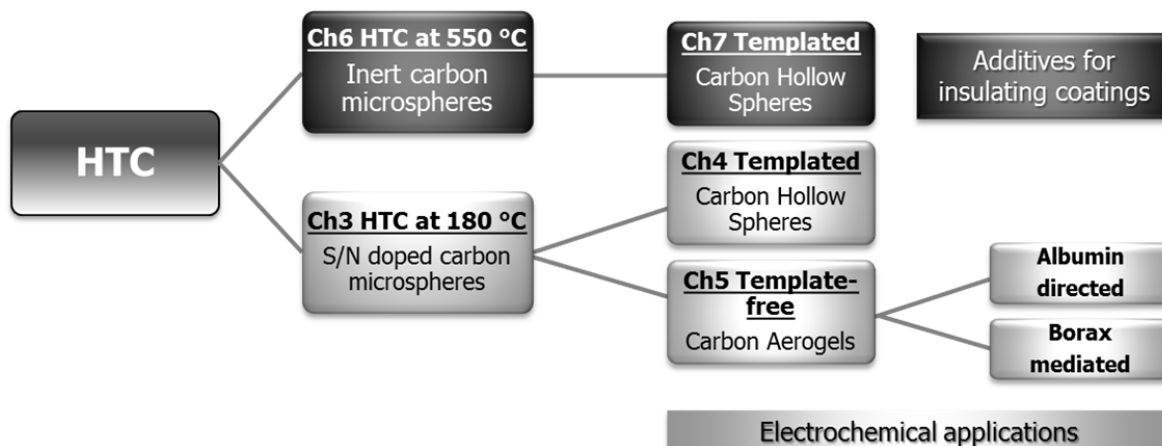 HTC
Ch6 HTC at 550 °C
Inert carbon
microspheres
Ch7 Templated
Carbon Hollow
Spheres
Additives for
insulating coatings
Ch3 HTC at 180 °C
S/N doped carbon
microspheres
Ch4 Templated
Carbon Hollow
Spheres
Ch5 Template-
free
Carbon Aerogels
Albumin
directed
Borax
mediated
Electrochemical applications